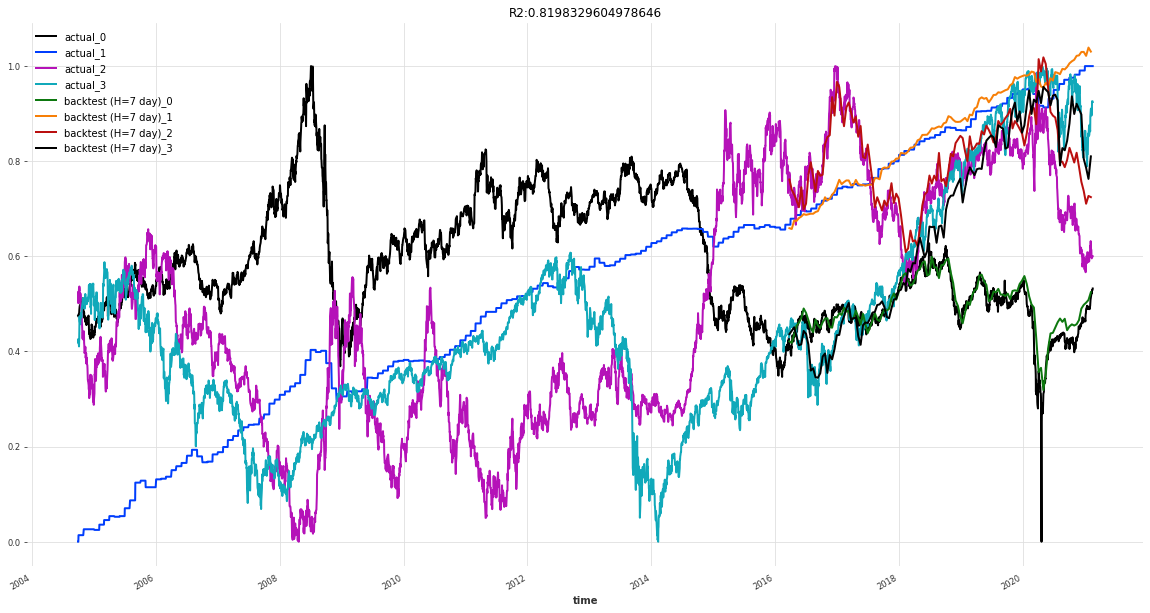 R2:0.8198329604978646
actual_0
actual_1
actual_2
actual_3
backtest (H=7 day)_0
backtest (H=7 day)_1
backtest (H=7 day)_2
backtest (H=7 day)_3
1.0
0.8
0.6
0.4
0.2
0.0
2004 2006 2008 2010 2012 2014 2016 2018 2020
time